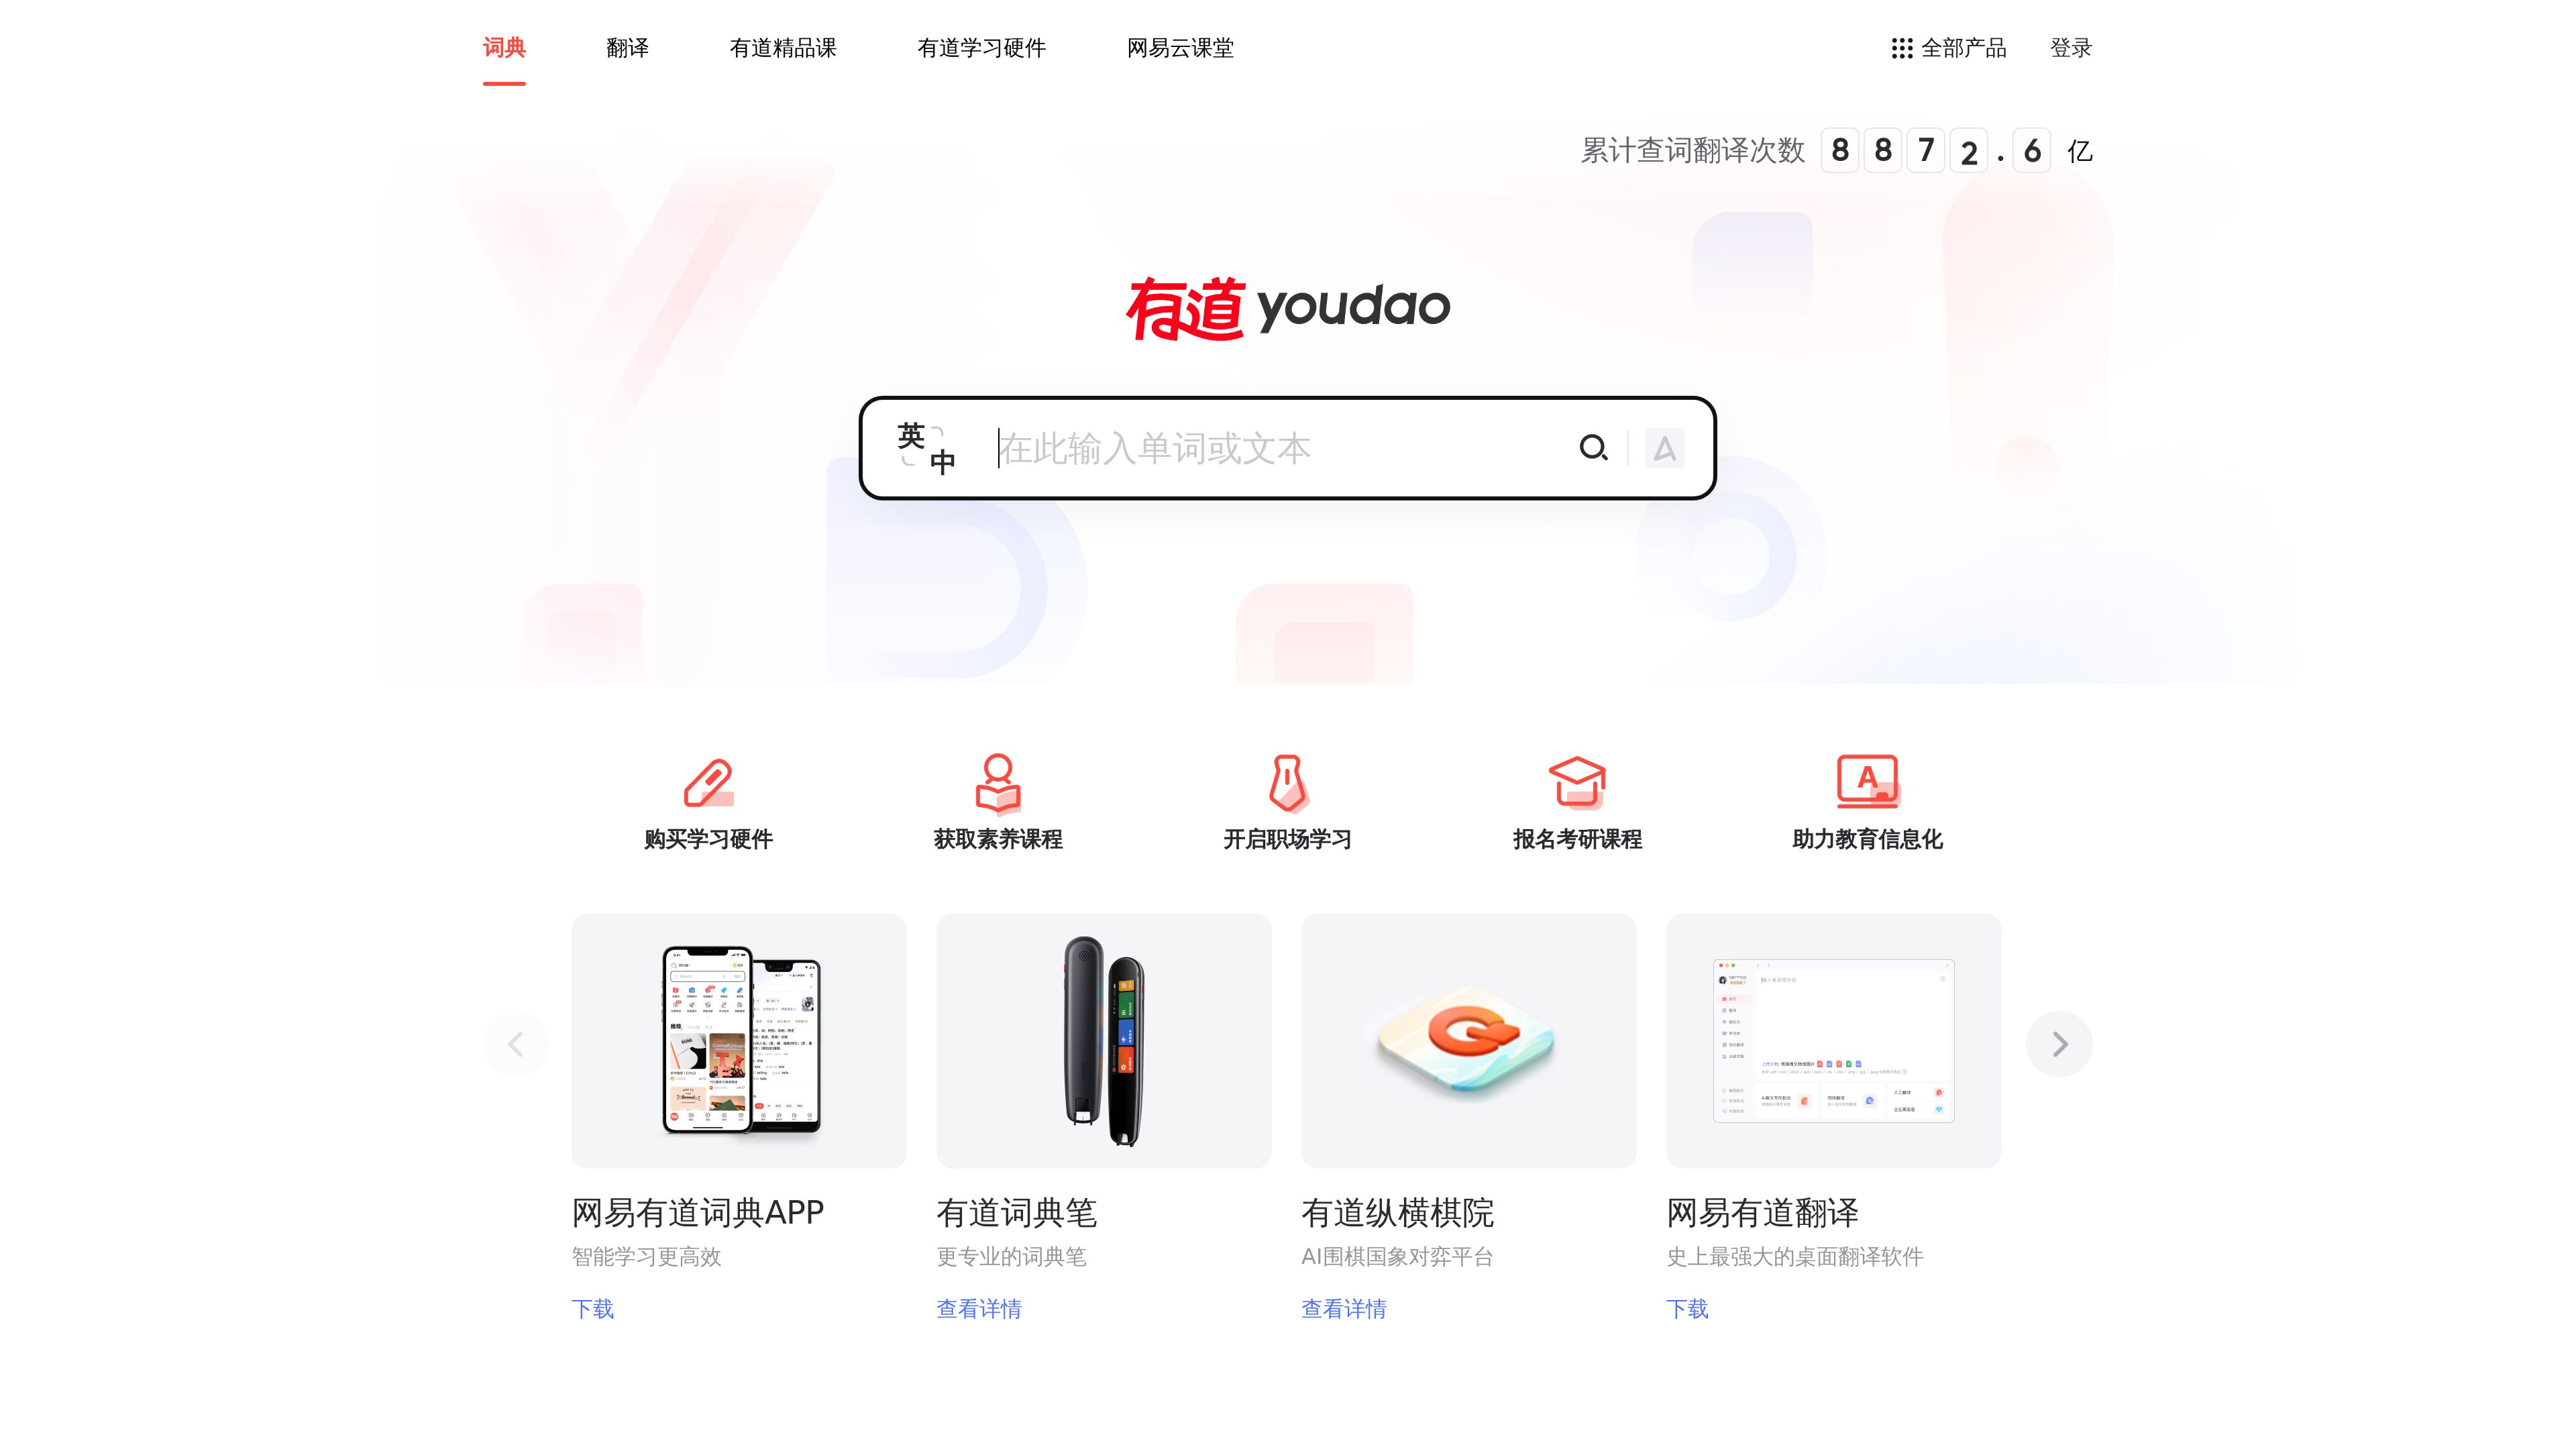 词典 翻译 有道精品课 有道学习硬件 网易云课堂 全部产品 登录
累计查词翻译次数 8 8 7 2 . 6 亿
有道 youdao
英中 在此输入单词或文本
购买学习硬件 获取素养课程 开启职场学习 报名考研课程 助力教育信息化
A
推荐
网易有道词典APP 有道词典笔 有道纵横棋院 网易有道翻译
智能学习更高效 更专业的词典笔 AI围棋国象对弈平台 史上最强大的桌面翻译软件
下载 查看详情 查看详情 下载